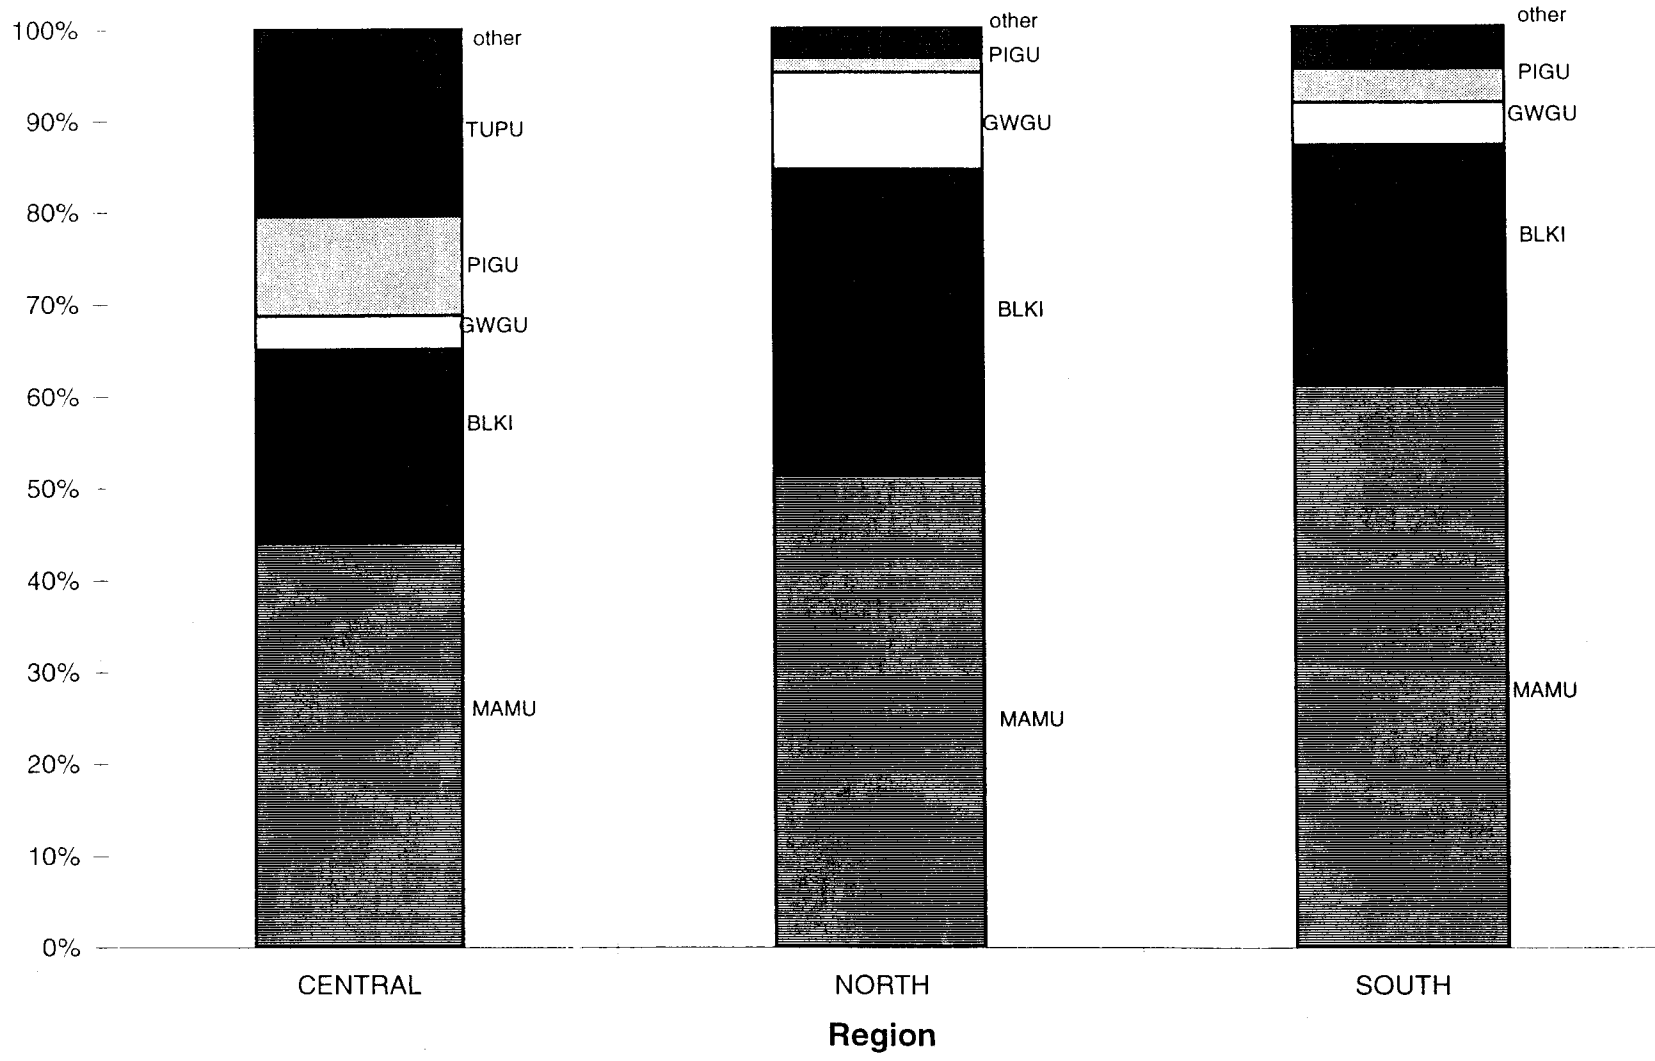 100%
90%
80%
70%
60%
50%
40%
30%
20%
10%
0%
other
TUPU
PIGU
GWGU
BLKI
MAMU
other
PIGU
GWGU
BLKI
MAMU
other
PIGU
GWGU
BLKI
MAMU
CENTRAL
NORTH
SOUTH
Region